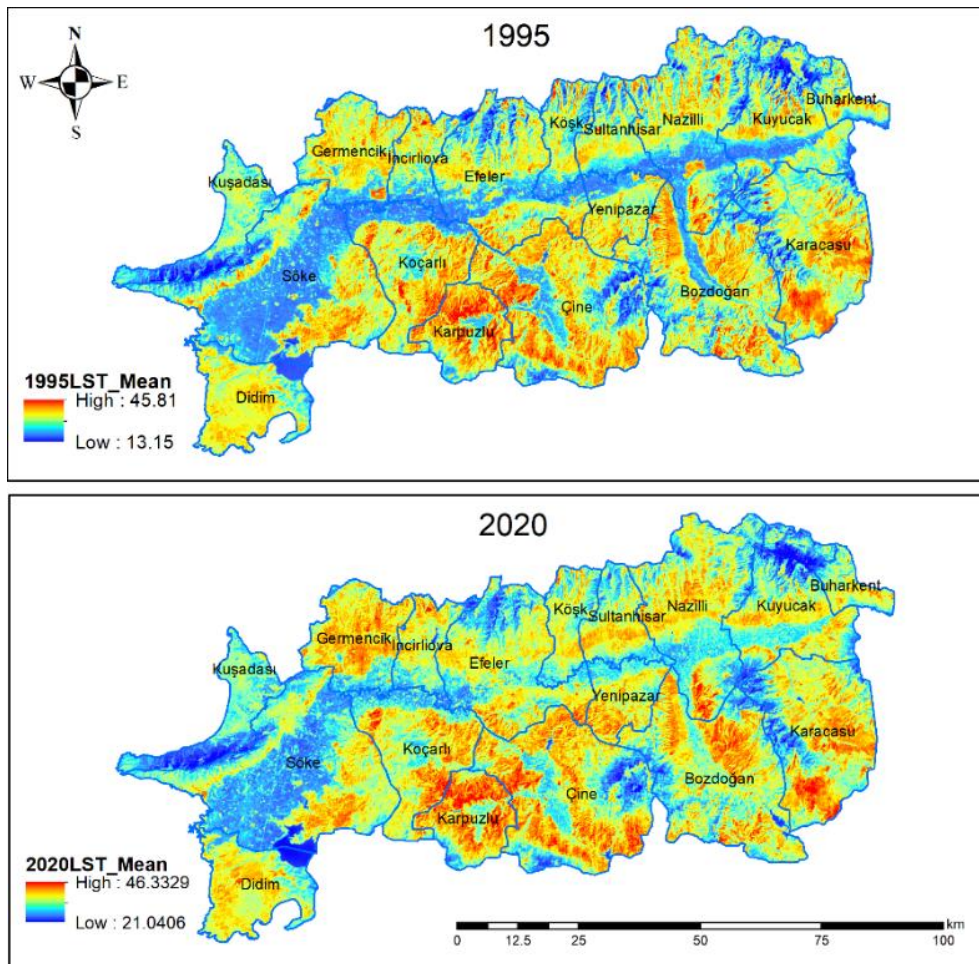 1995
N
W E
S
Buharkent
Köşk
Sultanhisar
Nazilli
Kuyucak
Germencik
İncirliova
Efeler
Kuşadası
Yenipazar
Karacasu
Koçarlı
Söke
Çine
Bozdoğan
Karpuzlu
Didim
1995LST_Mean
High : 45.81
Low : 13.15
2020
Buharkent
Köşk
Sultanhisar
Nazilli
Kuyucak
Germencik
İncirliova
Efeler
Kuşadası
Yenipazar
Karacasu
Koçarlı
Söke
Çine
Bozdoğan
Karpuzlu
Didim
2020LST_Mean
High : 46.3329
Low : 21.0406
km
0 12.5 25 50 75 100